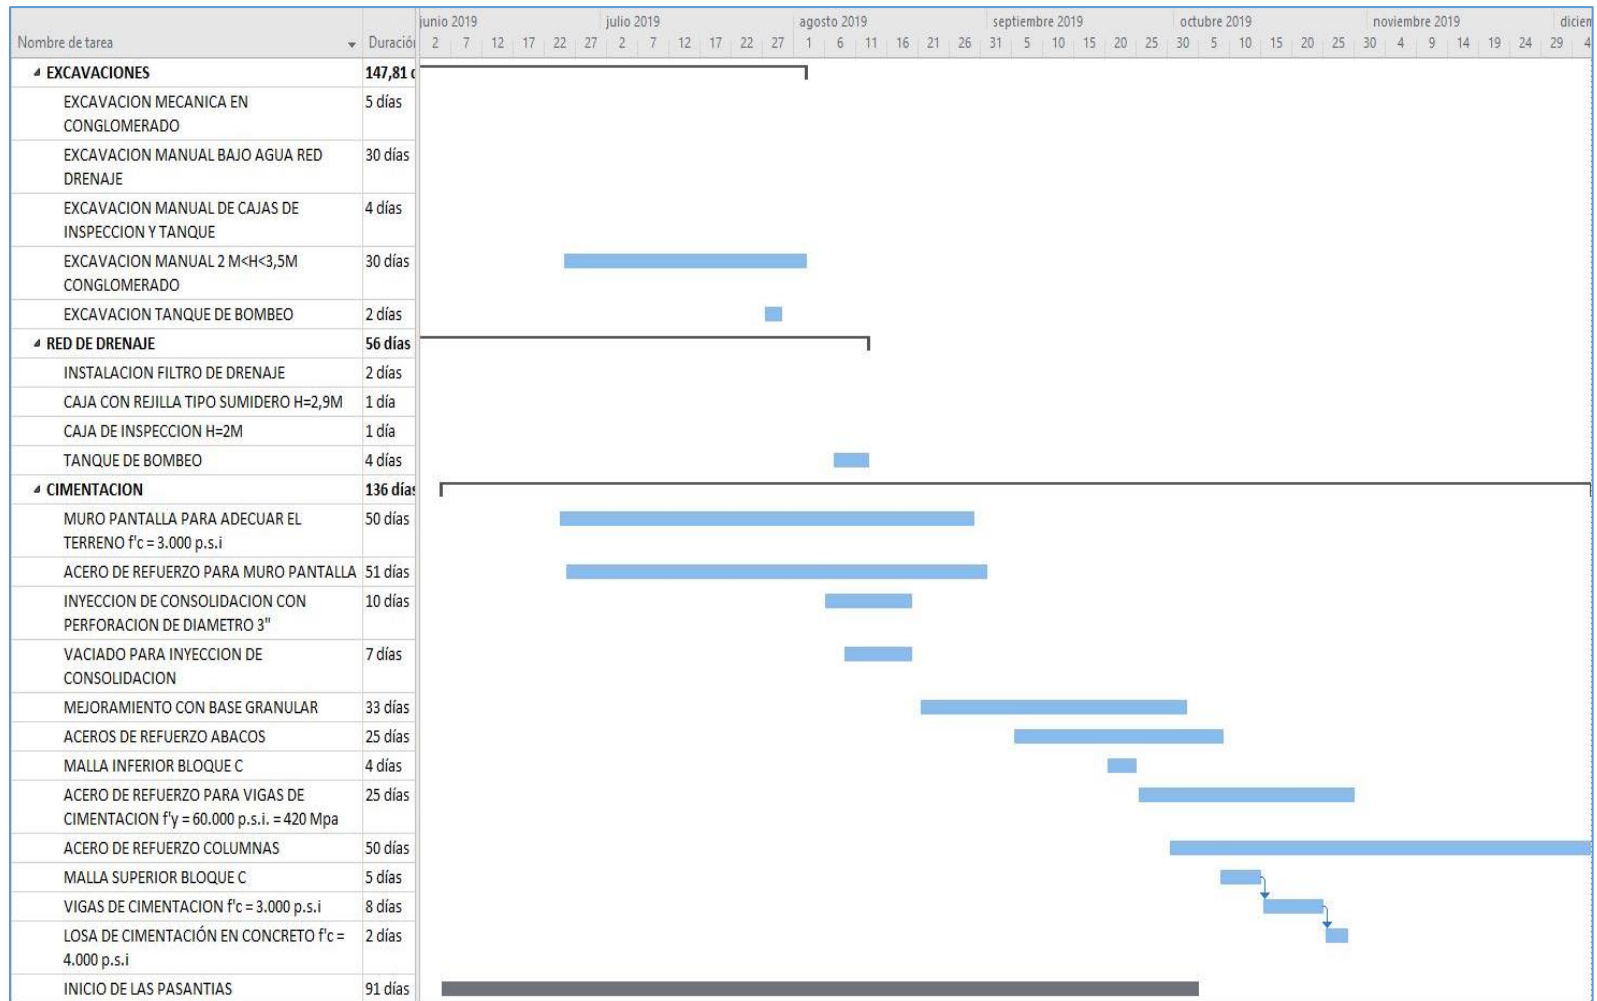 junio 2019 julio 2019 agosto 2019 septiembre 2019 octubre 2019 noviembre 2019 diciem
Nombre de tarea Duració 2 7 12 17 22 27 2 7 12 17 22 27 1 6 11 16 21 26 31 5 10 15 20 25 30 5 10 15 20 25 30 4 9 14 19 24 29 4
EXCAVACIONES 147,81 d
EXCAVACION MECANICA EN 5 días
CONGLOMERADO
EXCAVACION MANUAL BAJO AGUA RED 30 días
DRENAJE
EXCAVACION MANUAL DE CAJAS DE 4 días
INSPECCION Y TANQUE
EXCAVACION MANUAL 2 M<H<3,5M 30 días
CONGLOMERADO
EXCAVACION TANQUE DE BOMBEO 2 días
RED DE DRENAJE 56 días
INSTALACION FILTRO DE DRENAJE 2 días
CAJA CON REJILLA TIPO SUMIDERO H=2,9M 1 día
CAJA DE INSPECCION H=2M 1 día
TANQUE DE BOMBEO 4 días
CIMENTACION 136 días
MURO PANTALLA PARA ADECUAR EL 50 días
TERRENO f'c = 3.000 p.s.i
ACERO DE REFUERZO PARA MURO PANTALLA 51 días
INYECCION DE CONSOLIDACION CON 10 días
PERFORACION DE DIAMETRO 3"
VACIADO PARA INYECCION DE 7 días
CONSOLIDACION
MEJORAMIENTO CON BASE GRANULAR 33 días
ACEROS DE REFUERZO ABACOS 25 días
MALLA INFERIOR BLOQUE C 4 días
ACERO DE REFUERZO PARA VIGAS DE 25 días
CIMENTACION f'y = 60.000 p.s.i. = 420 Mpa
ACERO DE REFUERZO COLUMNAS 50 días
MALLA SUPERIOR BLOQUE C 5 días
VIGAS DE CIMENTACION f'c = 3.000 p.s.i 8 días
LOSA DE CIMENTACIÓN EN CONCRETO f'c = 2 días
4.000 p.s.i
INICIO DE LAS PASANTIAS 91 días